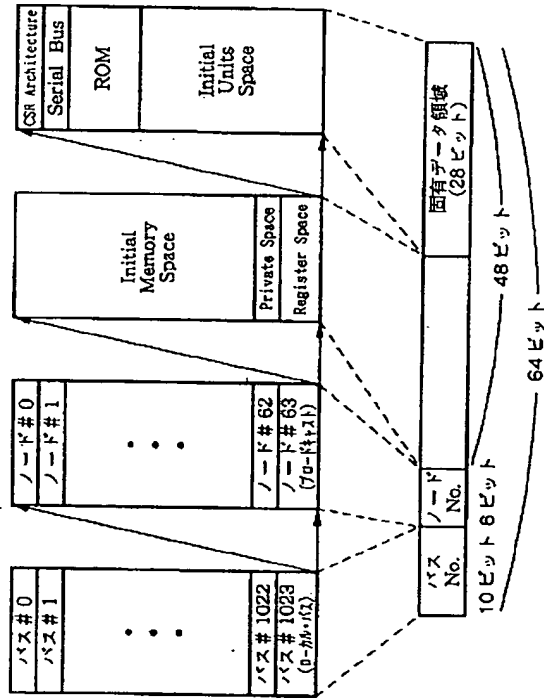 バス#0
バス#1
バス#1022
バス#1023
(ローカル・バス)
ノード#0
ノード#1
ノード#62
ノード#63
(ブロードキャスト)
Initial
Memory
Space
Private Space
Register Space
CSR Architecture
Serial Bus
ROM
Initial
Units
Space
バス
No.
ノード
No.
固有データ領域
(28ビット)
10ビット 6ビット
48ビット
64ビット